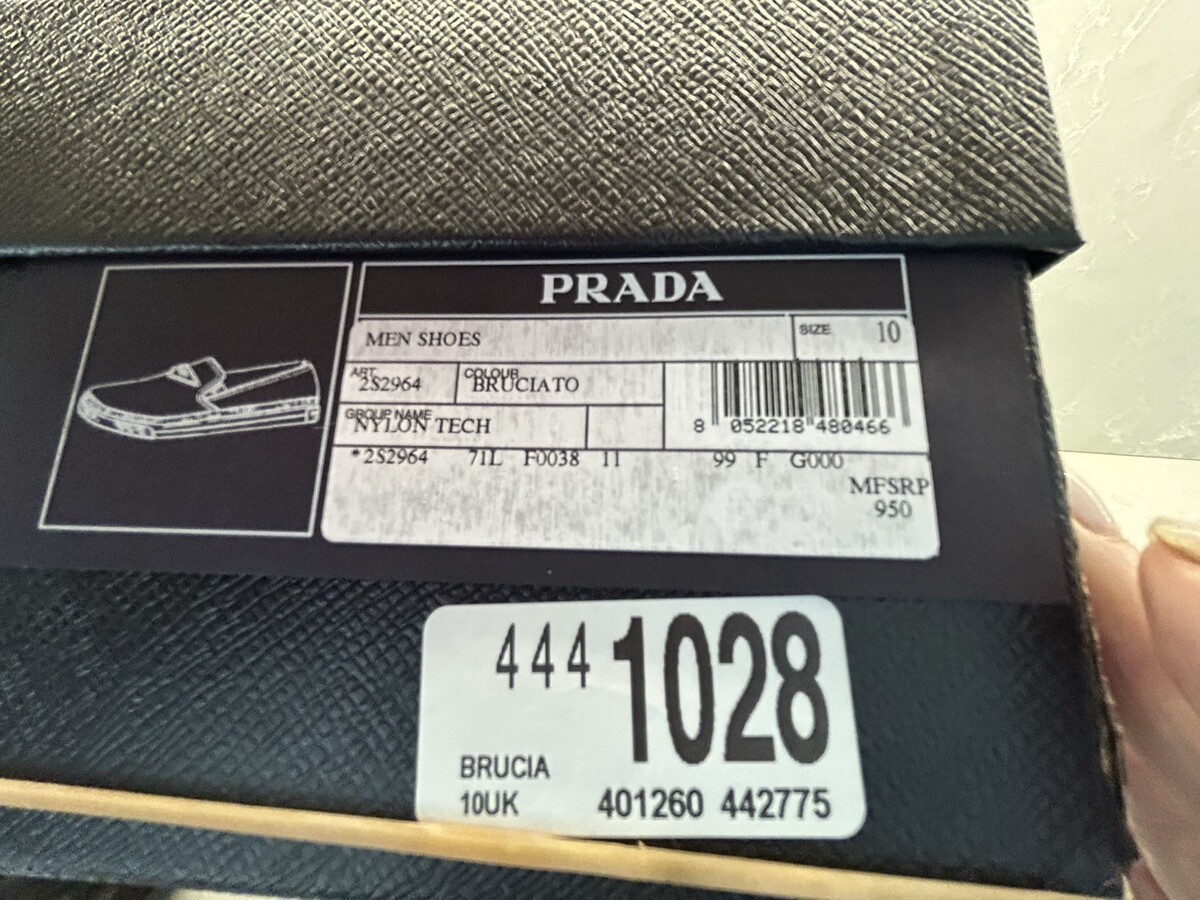 PRADA
MEN SHOES SIZE 10
ART. 2S2964 COLOUR BRUCIATO
GROUP NAME NYLON TECH
8 052218 480466
*2S2964 71L F0038 11 99 F G000
MFSRP
950
444 1028
BRUCIA
10UK 401260 442775